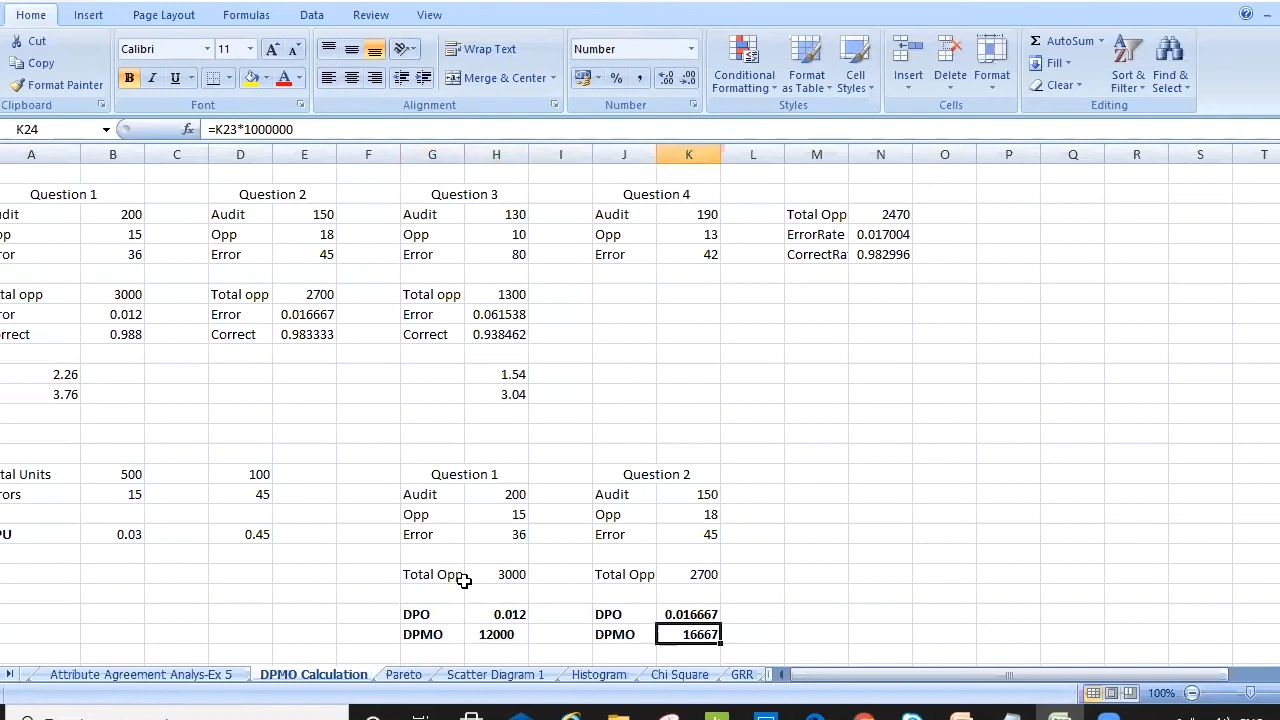 Home Insert Page Layout Formulas Data Review View
Cut
Copy
Format Painter
Clipboard
Calibri 11
B I U
Font
Wrap Text
Merge & Center
Alignment
Number
% ,
Number
Conditional Formatting
Format as Table
Cell Styles
Styles
Insert Delete Format
Cells
AutoSum
Fill
Clear
Sort & Filter
Find & Select
Editing
K24 fx =K23*1000000
A B C D E F G H I J K L M N O P Q R S T
Question 1 Question 2 Question 3 Question 4
udit 200 Audit 150 Audit 130 Audit 190 Total Opp 2470
pp 15 Opp 18 Opp 10 Opp 13 ErrorRate 0.017004
ror 36 Error 45 Error 80 Error 42 CorrectRa 0.982996
tal opp 3000 Total opp 2700 Total opp 1300
ror 0.012 Error 0.016667 Error 0.061538
rrect 0.988 Correct 0.983333 Correct 0.938462
2.26 1.54
3.76 3.04
tal Units 500 100 Question 1 Question 2
rors 15 45 Audit 200 Audit 150
Opp 15 Opp 18
PU 0.03 0.45 Error 36 Error 45
Total Opp 3000 Total Opp 2700
DPO 0.012 DPO 0.016667
DPMO 12000 DPMO 16667
Attribute Agreement Analys-Ex 5 DPMO Calculation Pareto Scatter Diagram 1 Histogram Chi Square GRR
100%